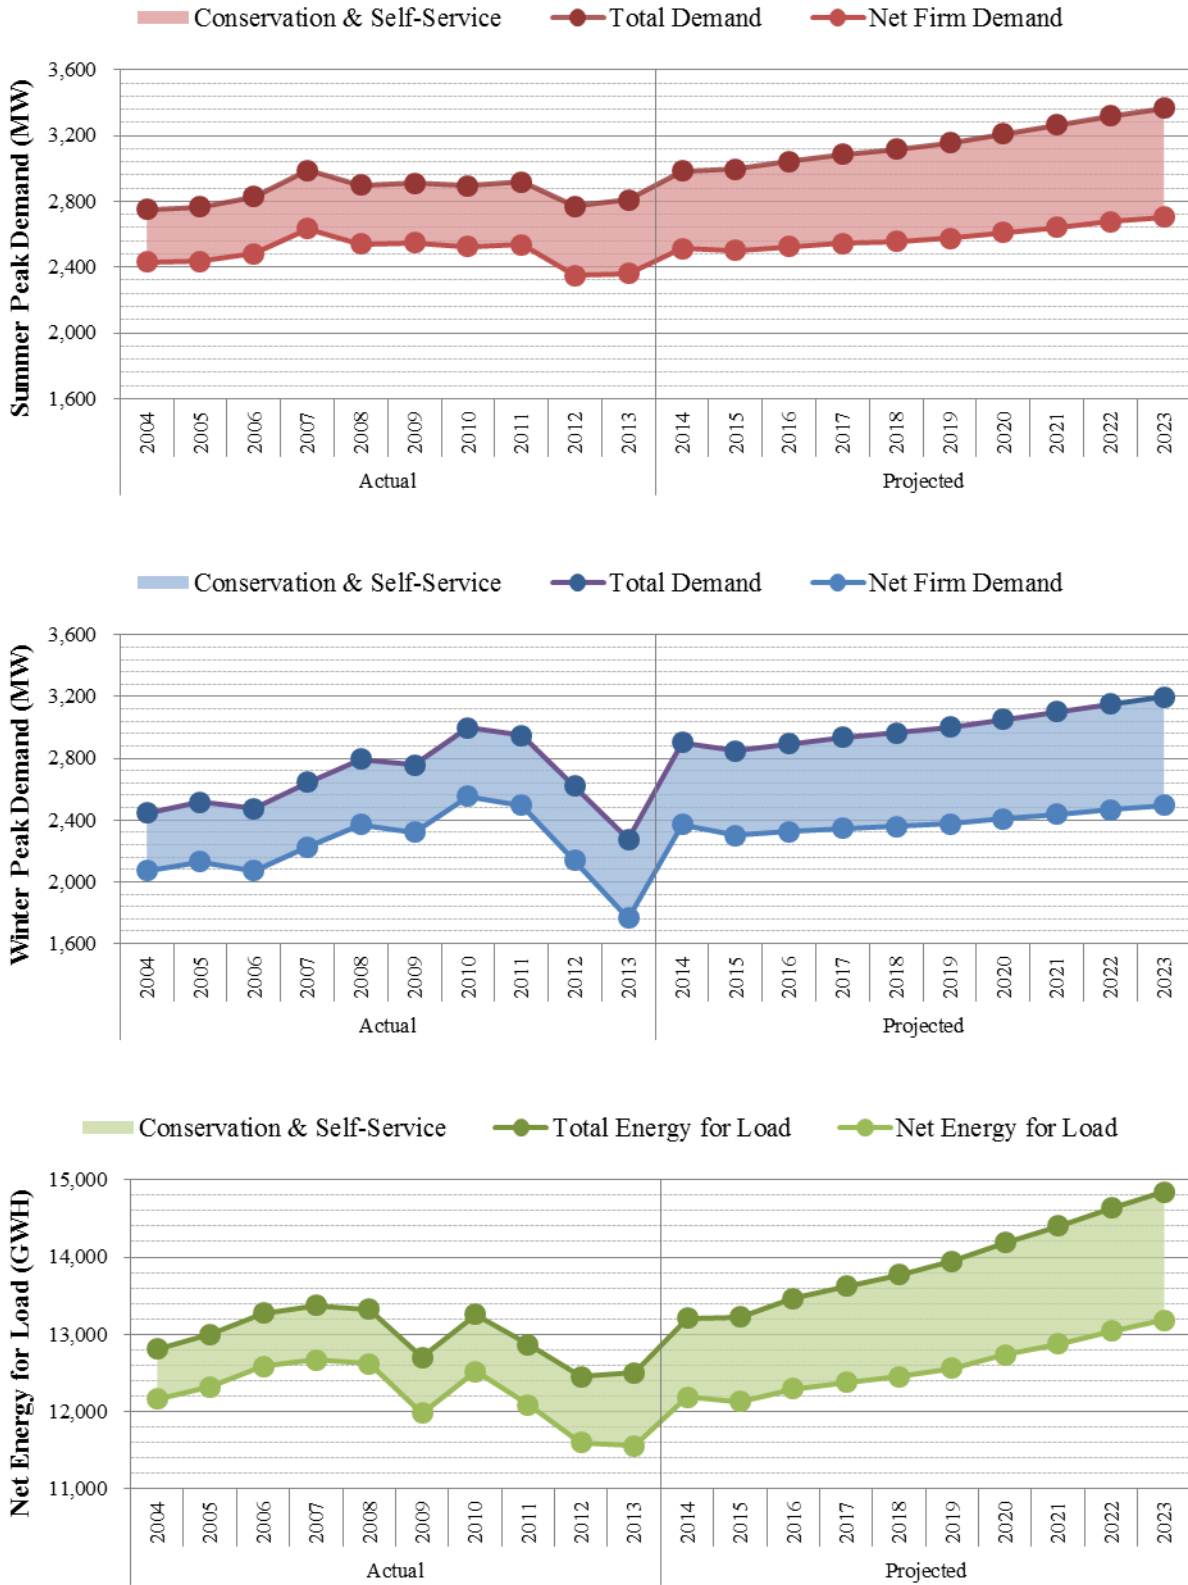 Conservation & Self-Service Total Demand Net Firm Demand
Summer Peak Demand (MW)
3,600
3,200
2,800
2,400
2,000
1,600
2004 2005 2006 2007 2008 2009 2010 2011 2012 2013 2014 2015 2016 2017 2018 2019 2020 2021 2022 2023
Actual Projected
Conservation & Self-Service Total Demand Net Firm Demand
Winter Peak Demand (MW)
3,600
3,200
2,800
2,400
2,000
1,600
2004 2005 2006 2007 2008 2009 2010 2011 2012 2013 2014 2015 2016 2017 2018 2019 2020 2021 2022 2023
Actual Projected
Conservation & Self-Service Total Energy for Load Net Energy for Load
Net Energy for Load (GWH)
15,000
14,000
13,000
12,000
11,000
2004 2005 2006 2007 2008 2009 2010 2011 2012 2013 2014 2015 2016 2017 2018 2019 2020 2021 2022 2023
Actual Projected